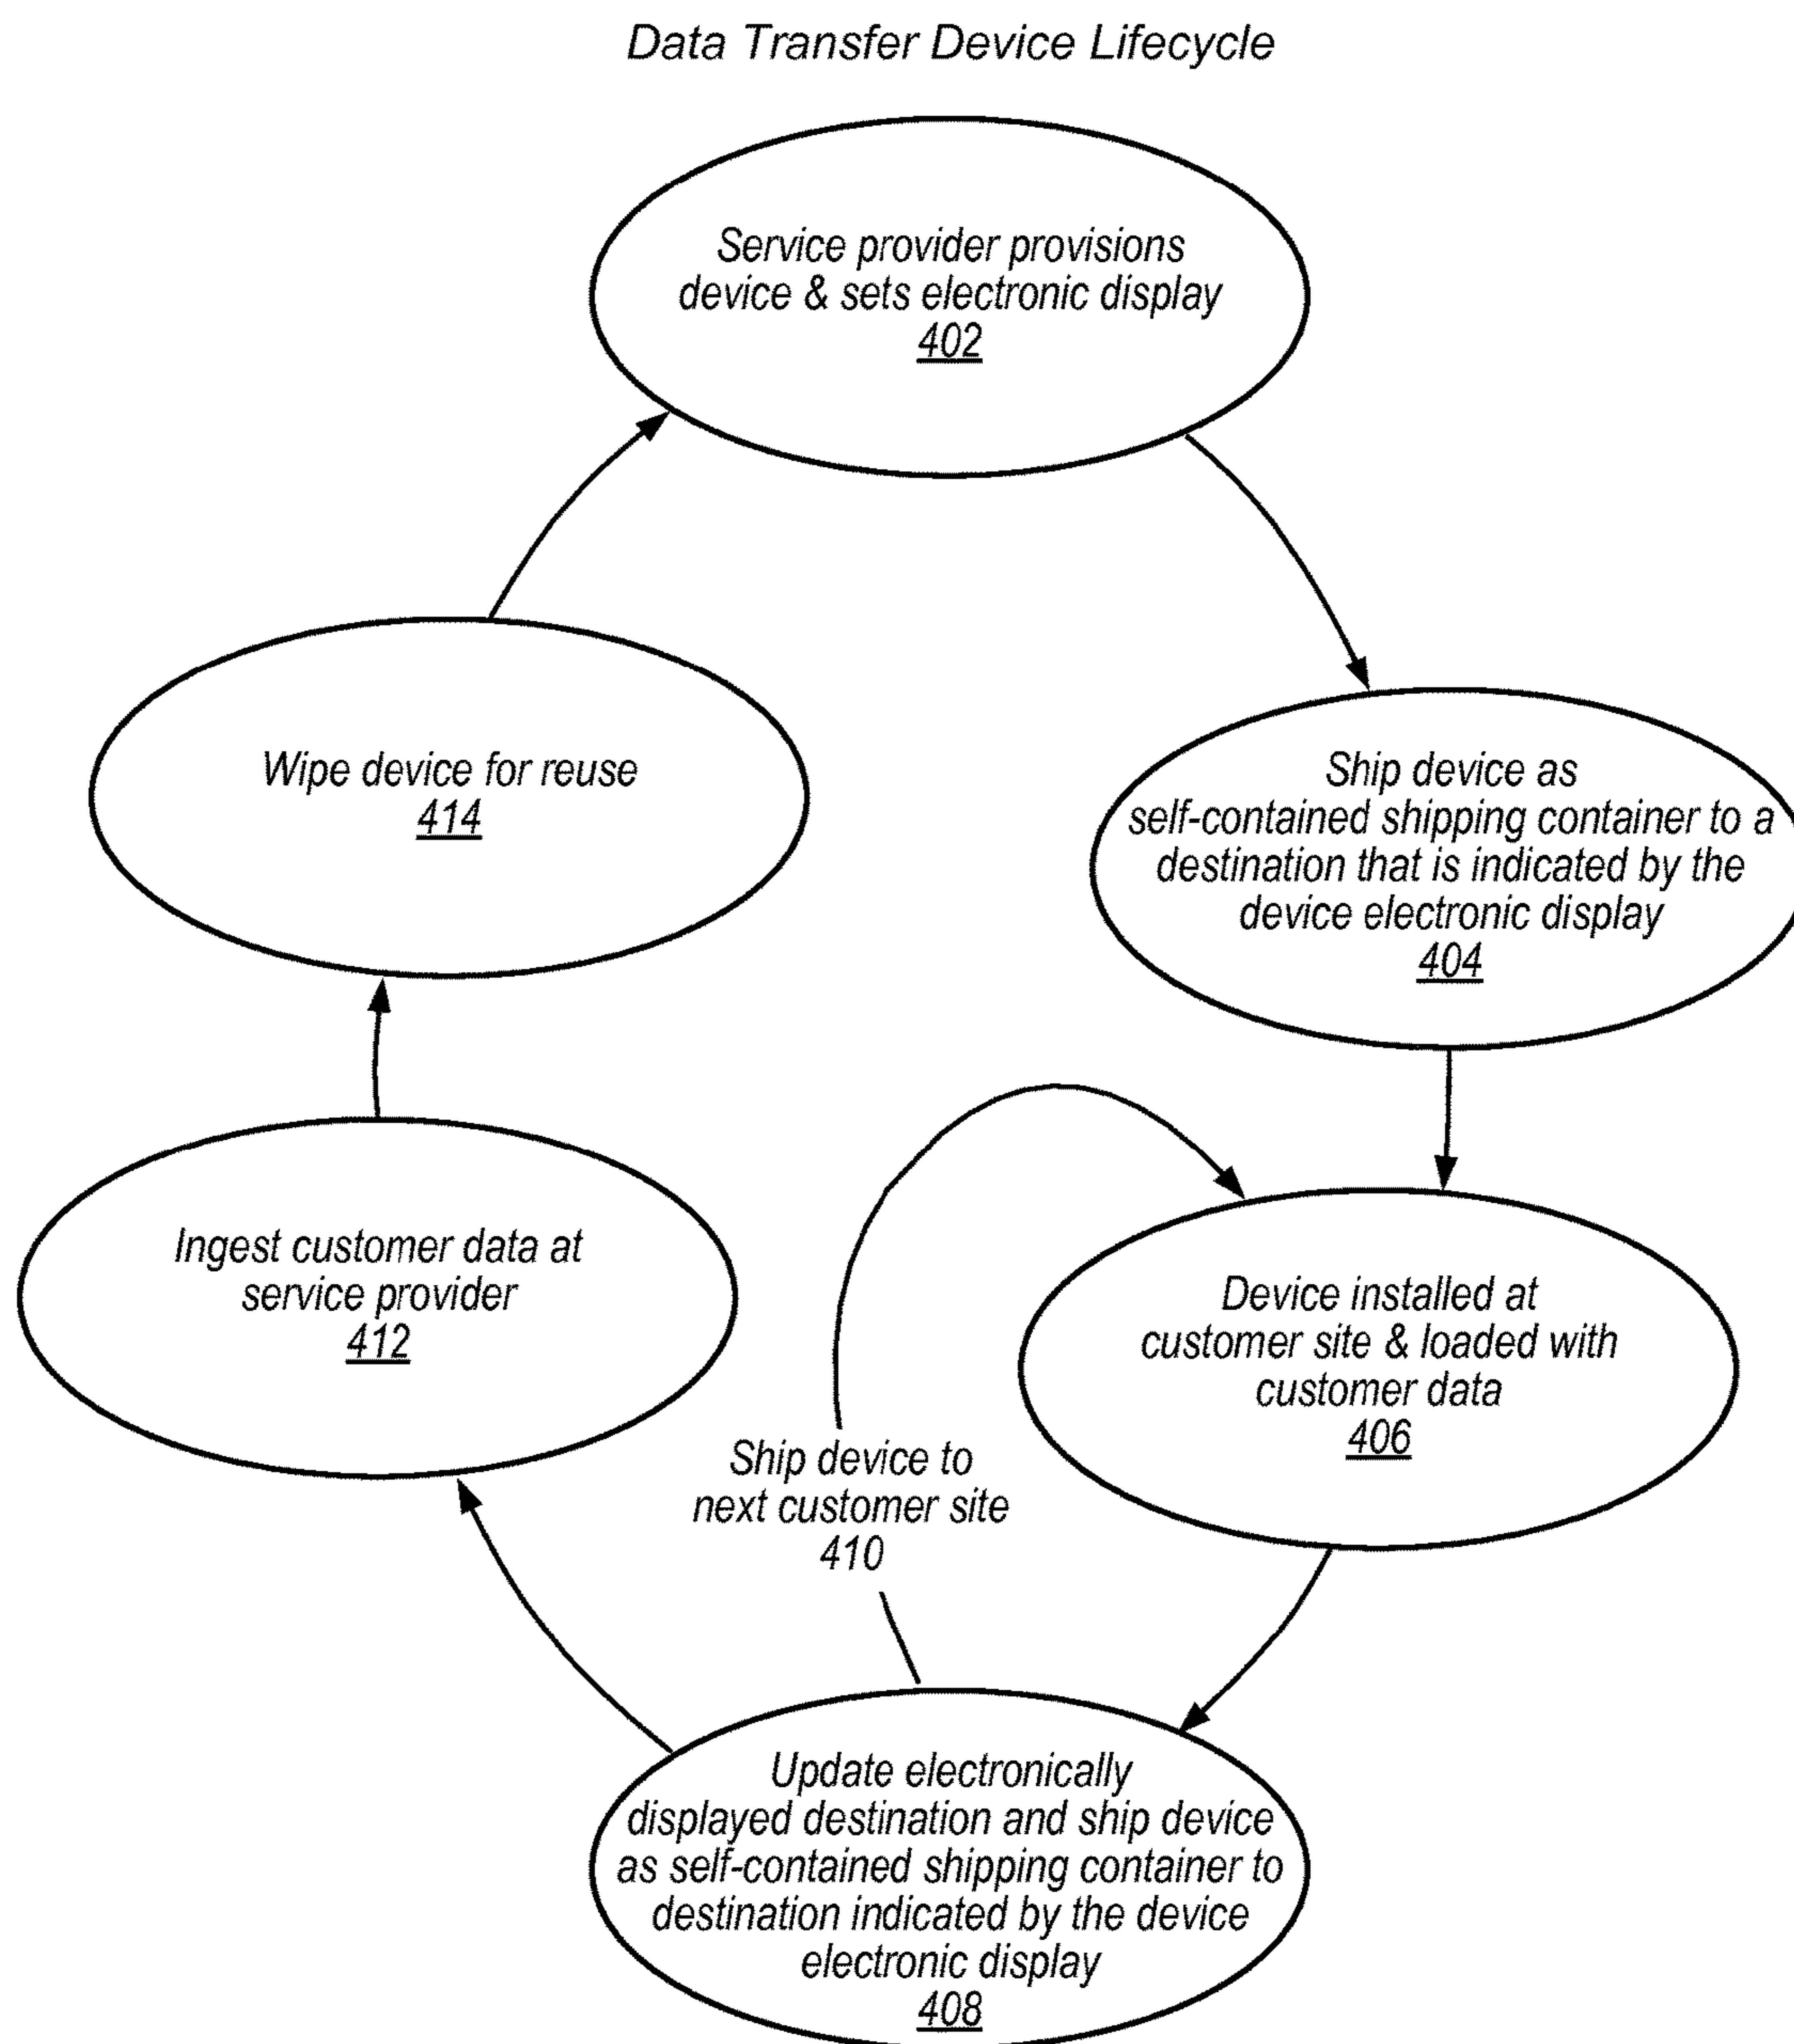 Data Transfer Device Lifecycle
Service provider provisions
device & sets electronic display
402
Ship device as
self-contained shipping container to a
destination that is indicated by the
device electronic display
404
Device installed at
customer site & loaded with
customer data
406
Update electronically
displayed destination and ship device
as self-contained shipping container to
destination indicated by the device
electronic display
408
Ship device to
next customer site
410
Ingest customer data at
service provider
412
Wipe device for reuse
414